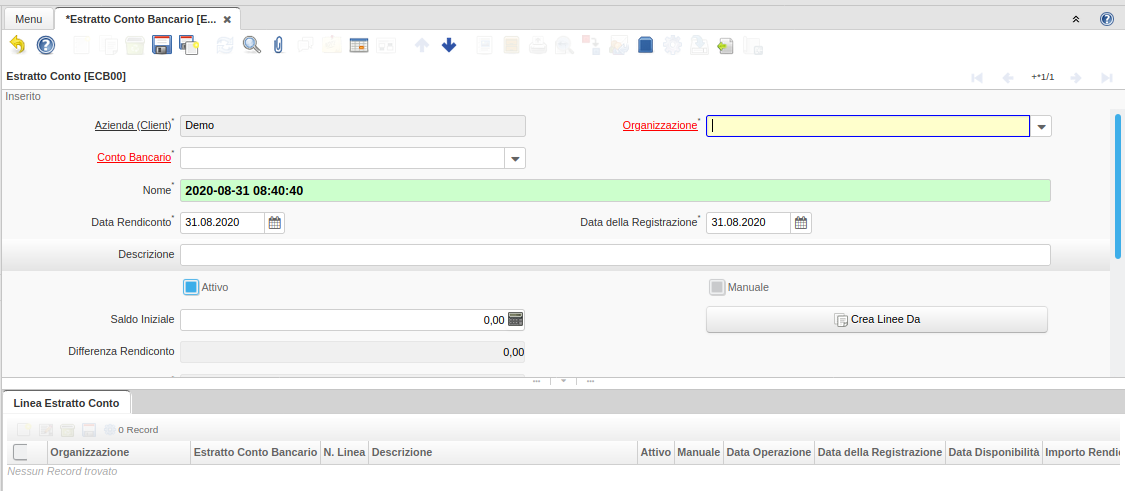 Menu
*Estratto Conto Bancario [E...
Estratto Conto [ECB00]
+*1/1
Inserito
Azienda (Client)* Demo
Organizzazione*
Conto Bancario*
Nome* 2020-08-31 08:40:40
Data Rendiconto* 31.08.2020
Data della Registrazione* 31.08.2020
Descrizione
Attivo
Manuale
Saldo Iniziale 0,00
Crea Linee Da
Differenza Rendiconto 0,00
Linea Estratto Conto
0 Record
Organizzazione Estratto Conto Bancario N. Linea Descrizione Attivo Manuale Data Operazione Data della Registrazione Data Disponibilità Importo Rendic
Nessun Record trovato